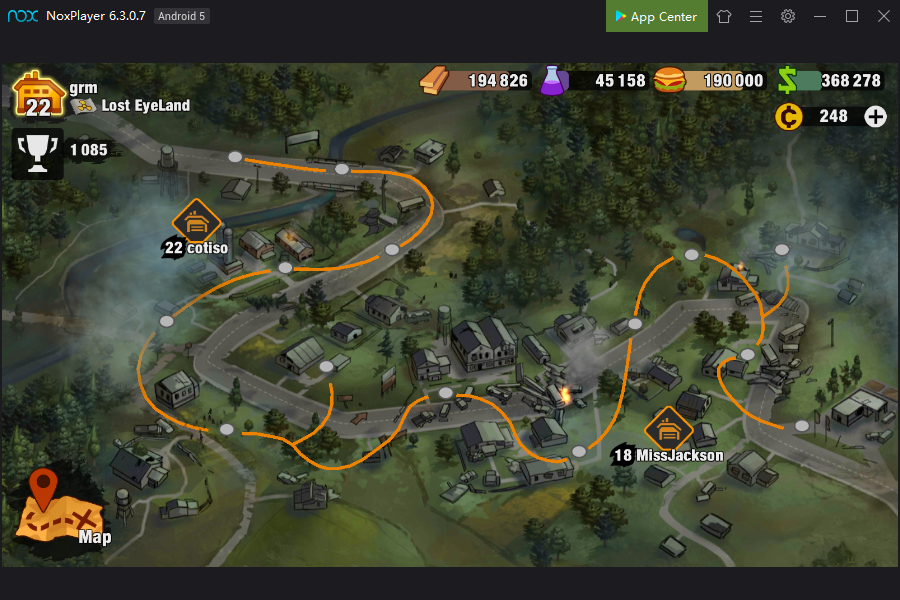 nox NoxPlayer 6.3.0.7 Android 5 App Center
grm 194 826 45 158 190 000 368 278
22 Lost EyeLand
248
1 085
22 cotiso
18 MissJackson
Map